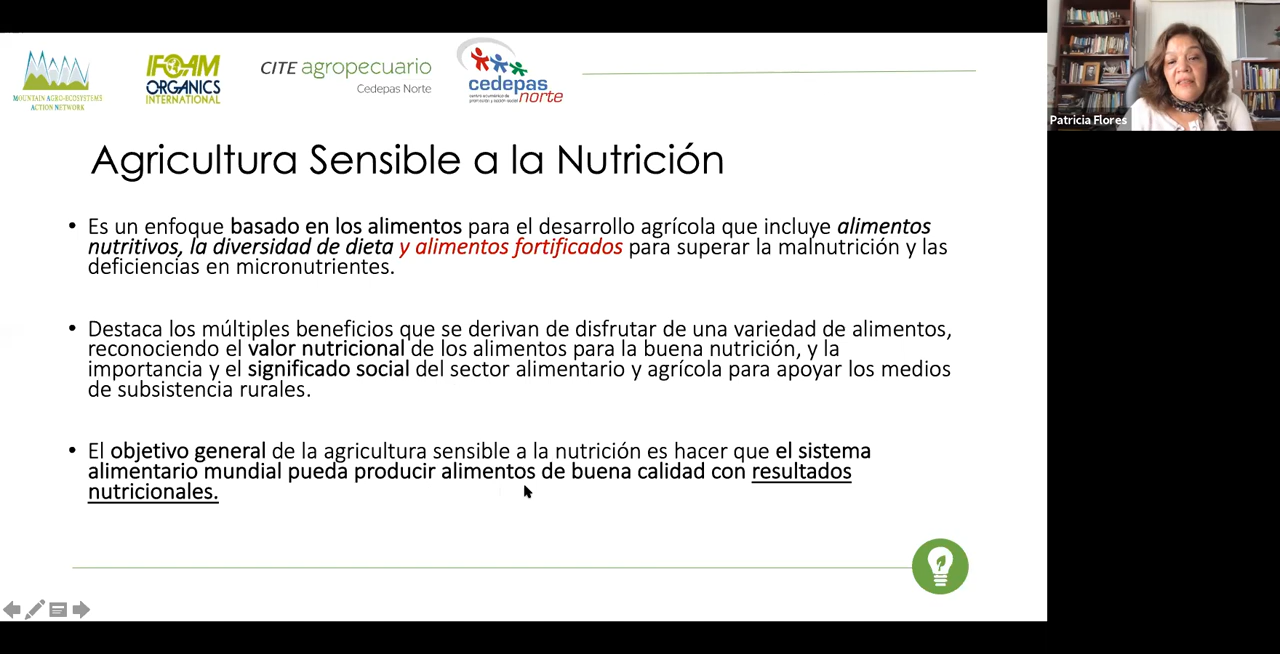 MOUNTAIN AGRO-ECOSYSTEMS
ACTION NETWORK
IFOAM
ORGANICS
INTERNATIONAL
CITE agropecuario
Cedepas Norte
cedepas
norte
Patricia Flores
Agricultura Sensible a la Nutrición
• Es un enfoque basado en los alimentos para el desarrollo agrícola que incluye alimentos
nutritivos, la diversidad de dieta y alimentos fortificados para superar la malnutrición y las
deficiencias en micronutrientes.
• Destaca los múltiples beneficios que se derivan de disfrutar de una variedad de alimentos,
reconociendo el valor nutricional de los alimentos para la buena nutrición, y la
importancia y el significado social del sector alimentario y agrícola para apoyar los medios
de subsistencia rurales.
• El objetivo general de la agricultura sensible a la nutrición es hacer que el sistema
alimentario mundial pueda producir alimentos de buena calidad con resultados
nutricionales.